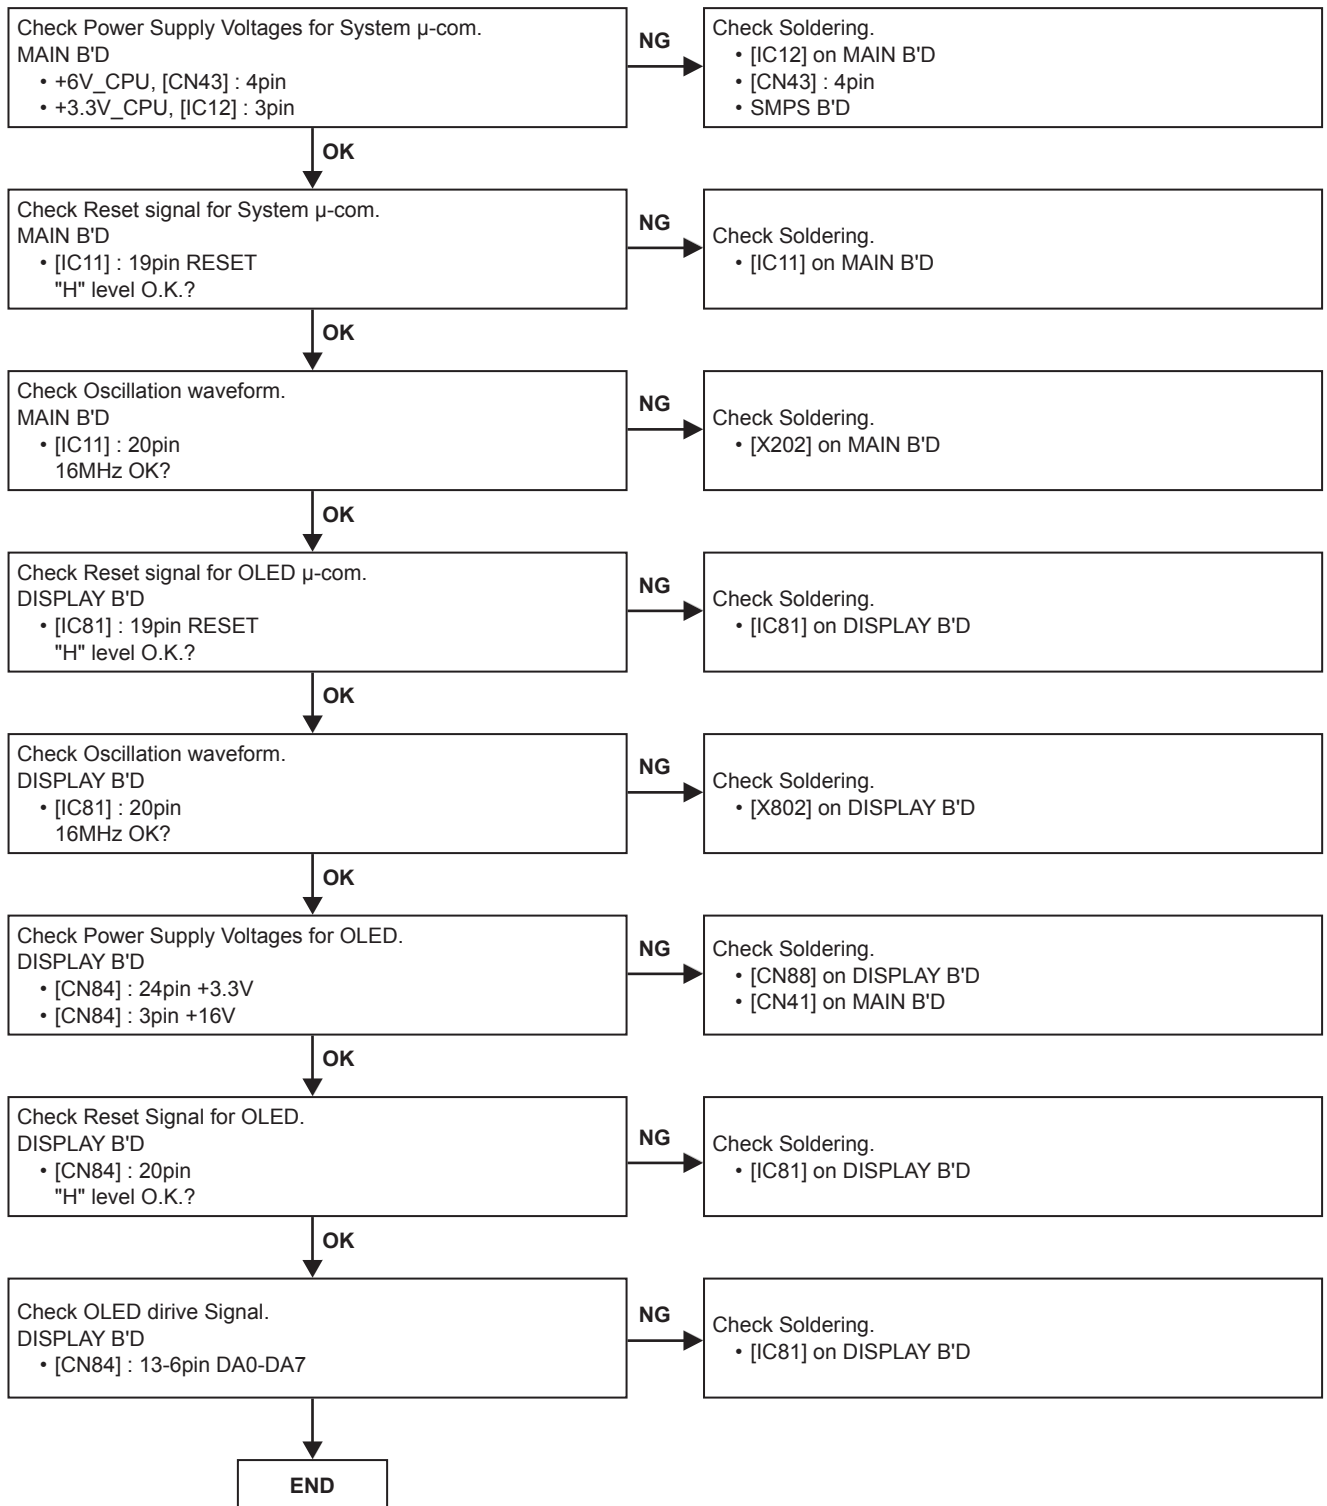 Check Power Supply Voltages for System µ-com.
MAIN B'D
• +6V_CPU, [CN43] : 4pin
• +3.3V_CPU, [IC12] : 3pin
NG
Check Soldering.
• [IC12] on MAIN B'D
• [CN43] : 4pin
• SMPS B'D
OK
Check Reset signal for System µ-com.
MAIN B'D
• [IC11] : 19pin RESET
"H" level O.K.?
NG
Check Soldering.
• [IC11] on MAIN B'D
OK
Check Oscillation waveform.
MAIN B'D
• [IC11] : 20pin
16MHz OK?
NG
Check Soldering.
• [X202] on MAIN B'D
OK
Check Reset signal for OLED µ-com.
DISPLAY B'D
• [IC81] : 19pin RESET
"H" level O.K.?
NG
Check Soldering.
• [IC81] on DISPLAY B'D
OK
Check Oscillation waveform.
DISPLAY B'D
• [IC81] : 20pin
16MHz OK?
NG
Check Soldering.
• [X802] on DISPLAY B'D
OK
Check Power Supply Voltages for OLED.
DISPLAY B'D
• [CN84] : 24pin +3.3V
• [CN84] : 3pin +16V
NG
Check Soldering.
• [CN88] on DISPLAY B'D
• [CN41] on MAIN B'D
OK
Check Reset Signal for OLED.
DISPLAY B'D
• [CN84] : 20pin
"H" level O.K.?
NG
Check Soldering.
• [IC81] on DISPLAY B'D
OK
Check OLED dirive Signal.
DISPLAY B'D
• [CN84] : 13-6pin DA0-DA7
NG
Check Soldering.
• [IC81] on DISPLAY B'D
END